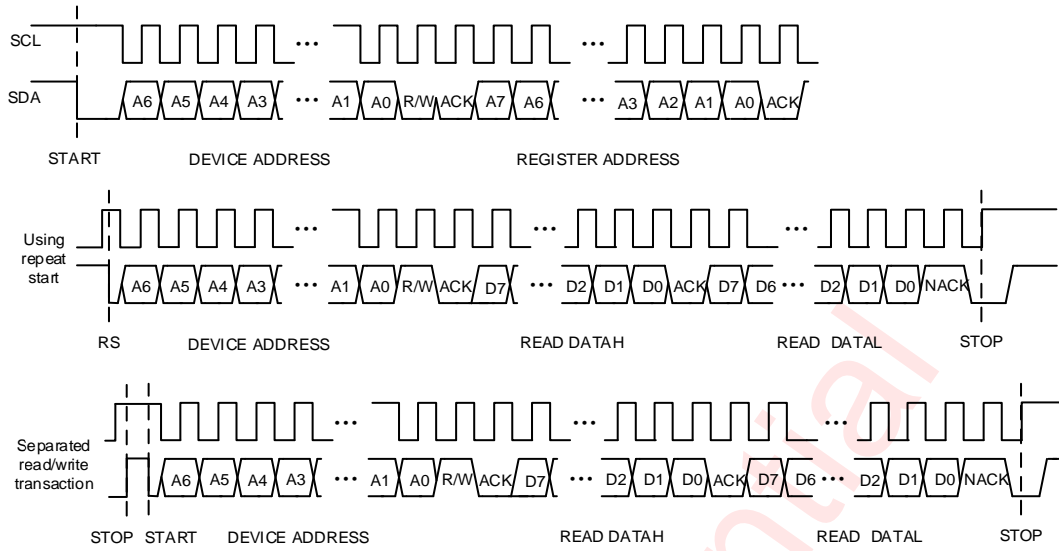 SCL
SDA A6 A5 A4 A3 ... A1 A0 R/W ACK A7 A6 ... A3 A2 A1 A0 ACK
START DEVICE ADDRESS REGISTER ADDRESS
Using
repeat
start
A6 A5 A4 A3 ... A1 A0 R/W ACK D7 ... D2 D1 D0 ACK D7 D6 ... D2 D1 D0 NACK
RS DEVICE ADDRESS READ DATAH READ DATAL STOP
Separated
read/write
transaction
A6 A5 A4 A3 ... A1 A0 R/W ACK D7 ... D2 D1 D0 ACK D7 D6 ... D2 D1 D0 NACK
STOP START DEVICE ADDRESS READ DATAH READ DATAL STOP
ntial